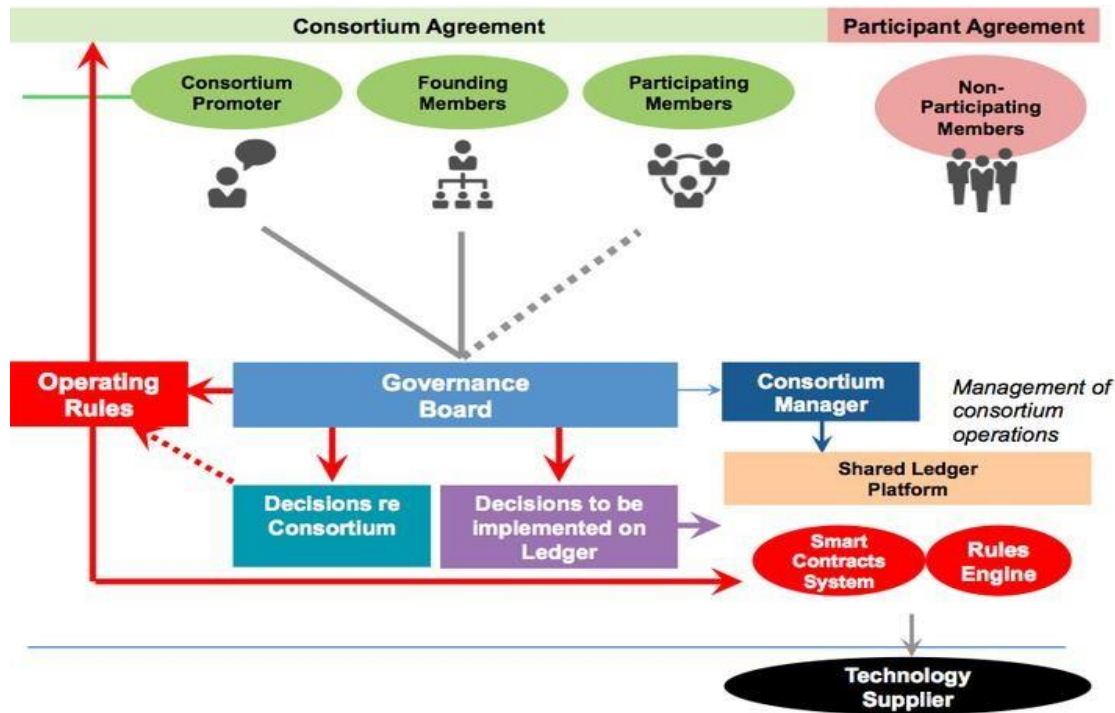 Consortium Agreement
Participant Agreement
Consortium
Promoter
Founding
Members
Participating
Members
Non-
Participating
Members
Operating
Rules
Governance
Board
Consortium
Manager
Management of
consortium
operations
Shared Ledger
Platform
Decisions re
Consortium
Decisions to be
implemented on
Ledger
Smart
Contracts
System
Rules
Engine
Technology
Supplier